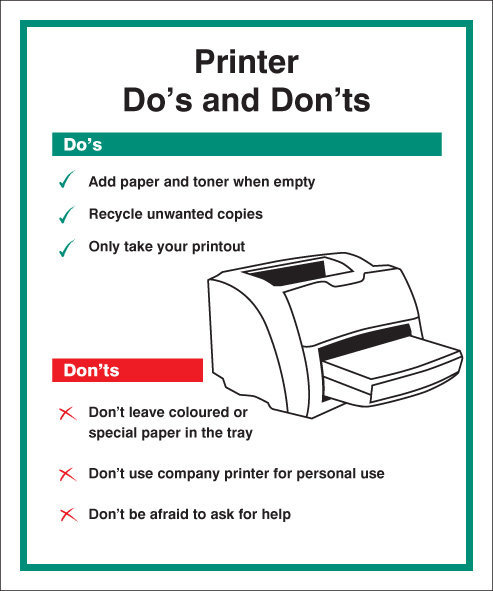 Printer
Do's and Don'ts
Do's
Add paper and toner when empty
Recycle unwanted copies
Only take your printout
Don'ts
Don't leave coloured or
special paper in the tray
Don't use company printer for personal use
Don't be afraid to ask for help